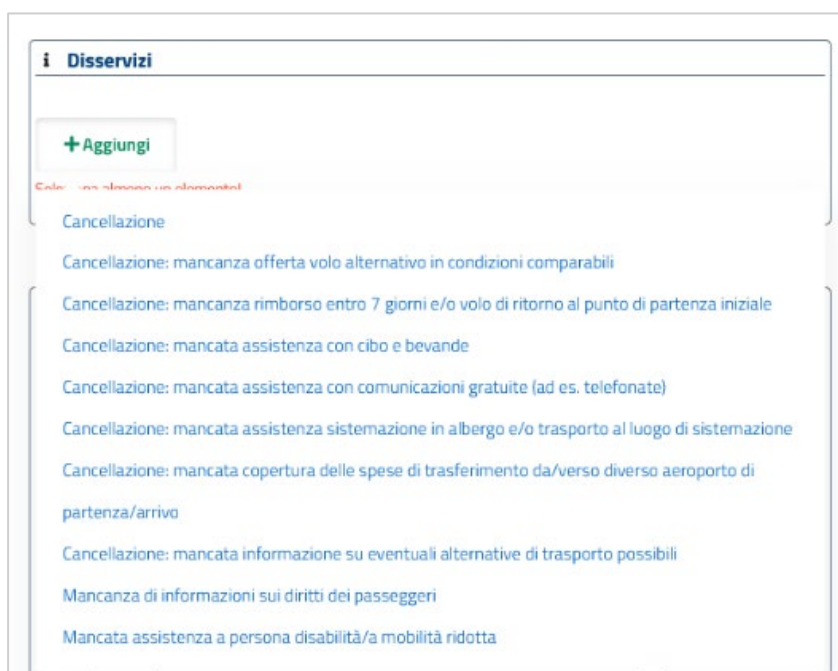 i Disservizi
+ Aggiungi
almeno un elemento!
Cancellazione
Cancellazione: mancanza offerta volo alternativo in condizioni comparabili
Cancellazione: mancanza rimborso entro 7 giorni e/o volo di ritorno al punto di partenza iniziale
Cancellazione: mancata assistenza con cibo e bevande
Cancellazione: mancata assistenza con comunicazioni gratuite (ad es. telefonate)
Cancellazione: mancata assistenza sistemazione in albergo e/o trasporto al luogo di sistemazione
Cancellazione: mancata copertura delle spese di trasferimento da/verso diverso aeroporto di
partenza/arrivo
Cancellazione: mancata informazione su eventuali alternative di trasporto possibili
Mancanza di informazioni sui diritti dei passeggeri
Mancata assistenza a persona disabilità/a mobilità ridotta